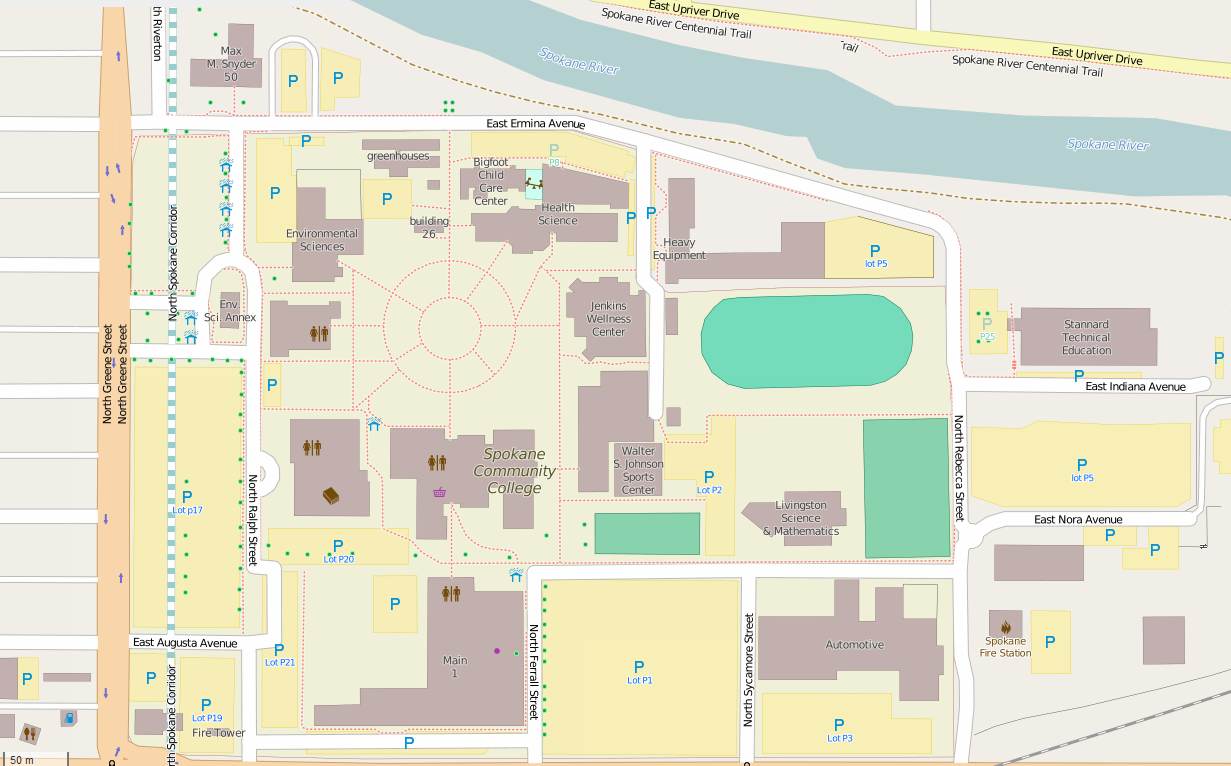 East Upriver Drive
Spokane River Centennial Trail
Trail
East Upriver Drive
Spokane River Centennial Trail
th Riverton
Max
M. Snyder
50
P
P
Spokane River
Spokane River
East Ermina Avenue
P
greenhouses
P
P8
Bigfoot
Child
Care
Center
P
P
building
26
Health
Science
P
P
Environmental
Sciences
Heavy
Equipment
P
lot P5
North Spokane Corridor
Env.
Sci. Annex
Jenkins
Wellness
Center
P
P25
Stannard
Technical
Education
P
North Greene Street
North Greene Street
P
P
East Indiana Avenue
Spokane
Community
College
Walter
S. Johnson
Sports
Center
P
Lot P2
P
lot P5
North Rebecca Street
P
Lot p17
North Ralph Street
Livingston
Science
& Mathematics
East Nora Avenue
P
P
P
Lot P20
P
East Augusta Avenue
P
Lot P21
Main
1
North Ferrall Street
P
Lot P1
North Sycamore Street
Automotive
Spokane
Fire Station
P
P
P
P
Lot P19
Fire Tower
rth Spokane Corridor
P
P
Lot P3
50 m